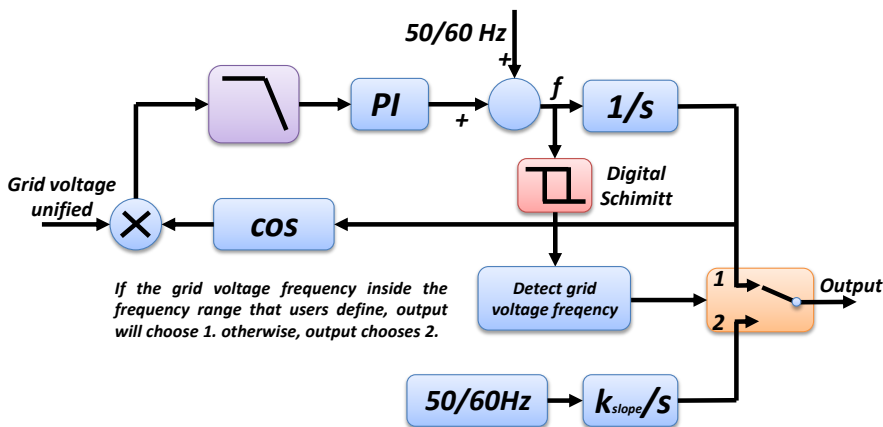 50/60 Hz
+
f
PI
+
1/s
Grid voltage
unified
Digital
Schimitt
cos
If the grid voltage frequency inside the
frequency range that users define, output
will choose 1. otherwise, output chooses 2.
Detect grid
voltage freqency
1
2
Output
50/60Hz
kslope/s